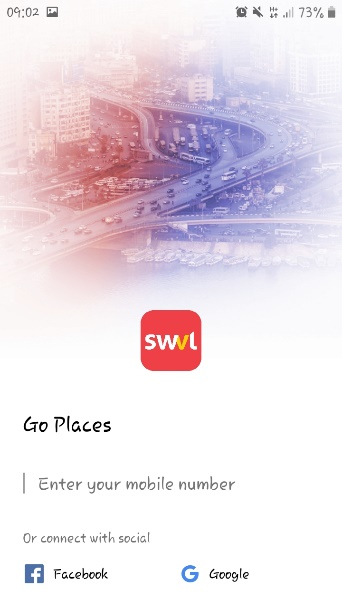 09:02 73%
swvl
Go Places
Enter your mobile number
Or connect with social
Facebook Google